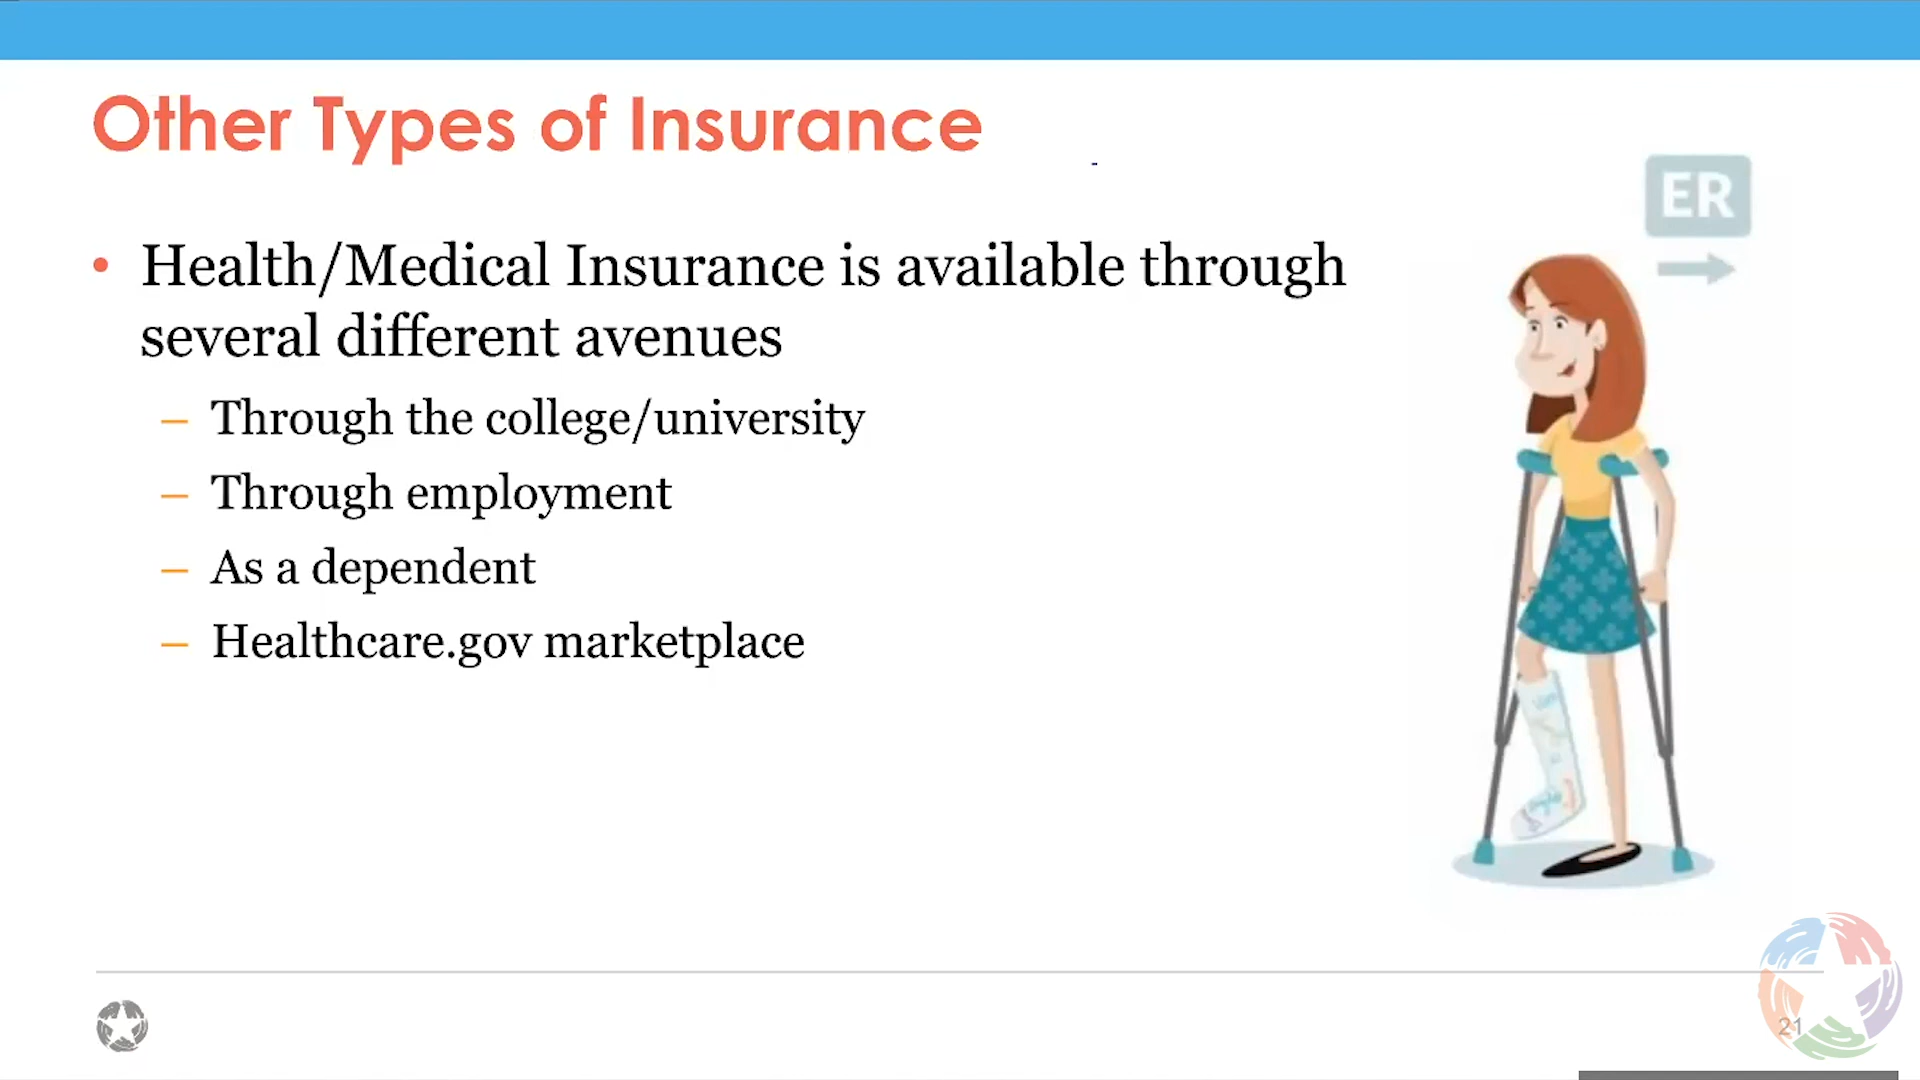 Other Types of Insurance
ER
• Health/Medical Insurance is available through
several different avenues
– Through the college/university
– Through employment
– As a dependent
– Healthcare.gov marketplace
21